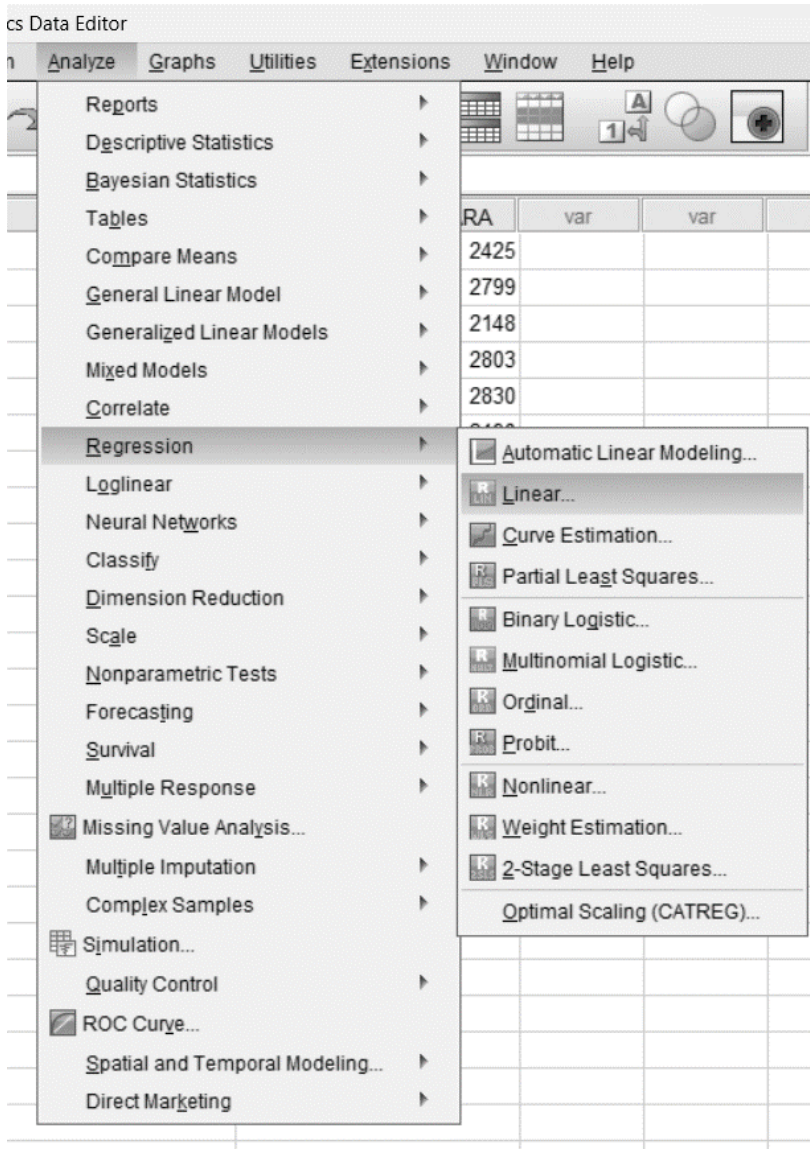 cs Data Editor
Analyze Graphs Utilities Extensions Window Help
A
1
RA var var
2425
2799
2148
2803
2830
Reports
Descriptive Statistics
Bayesian Statistics
Tables
Compare Means
General Linear Model
Generalized Linear Models
Mixed Models
Correlate
Regression
Loglinear
Neural Networks
Classify
Dimension Reduction
Scale
Nonparametric Tests
Forecasting
Survival
Multiple Response
Missing Value Analysis...
Multiple Imputation
Complex Samples
Simulation...
Quality Control
ROC Curve...
Spatial and Temporal Modeling...
Direct Marketing
Automatic Linear Modeling...
Linear...
Curve Estimation...
Partial Least Squares...
Binary Logistic...
Multinomial Logistic...
Ordinal...
Probit...
Nonlinear...
Weight Estimation...
2-Stage Least Squares...
Optimal Scaling (CATREG)...